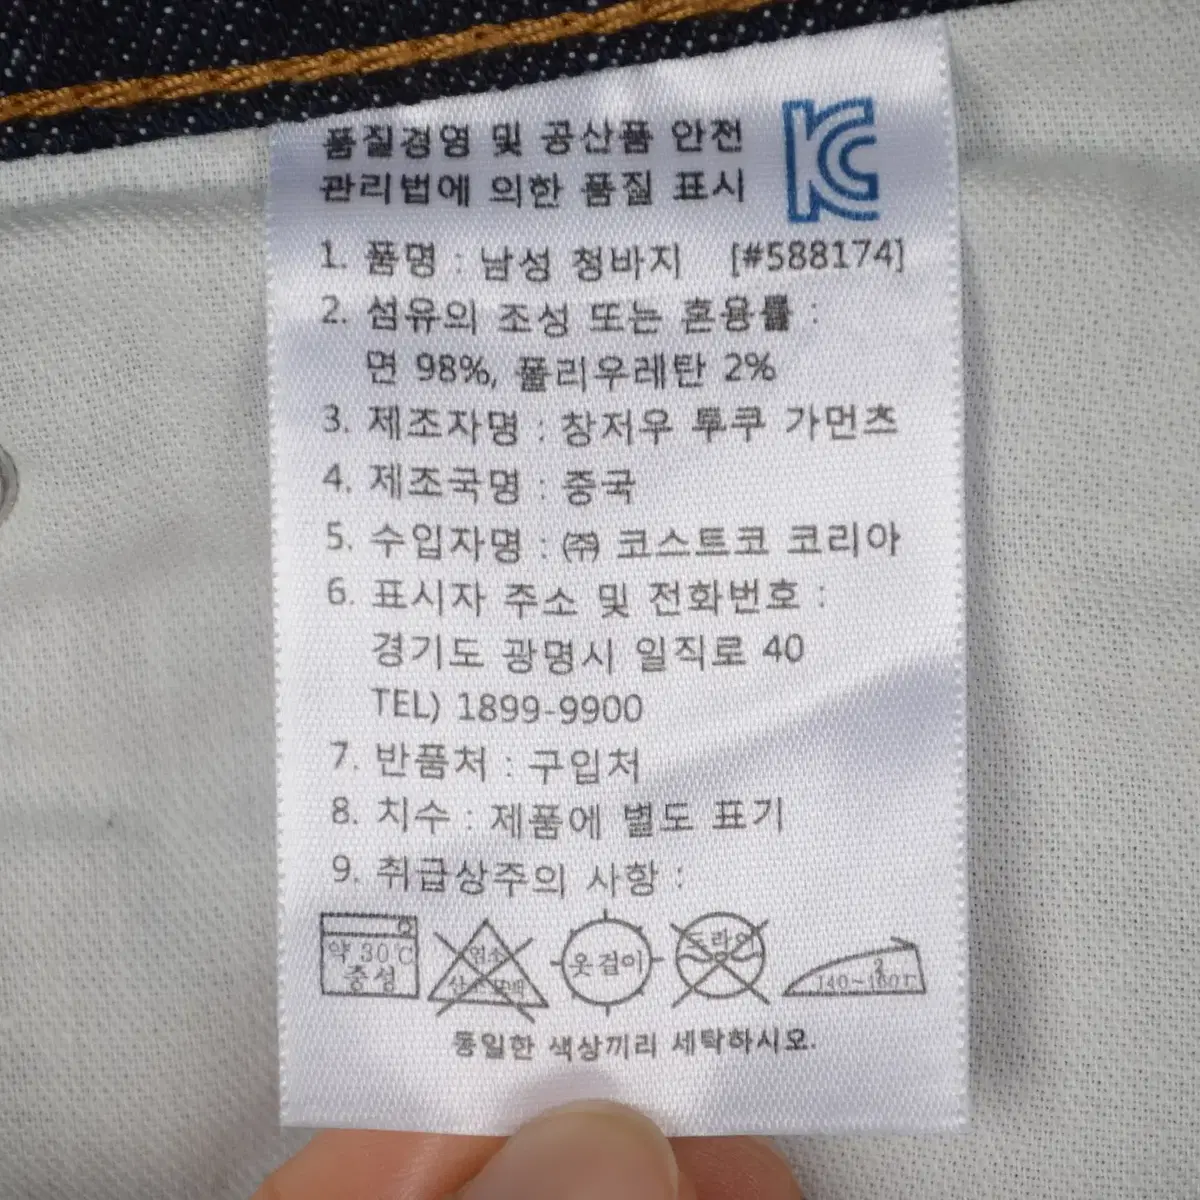 품질경영 및 공산품 안전
관리법에 의한 품질 표시
1. 품명 : 남성 청바지 [#588174]
2. 섬유의 조성 또는 혼용률 :
면 98%, 폴리우레탄 2%
3. 제조자명 : 창저우 투쿠 가먼츠
4. 제조국명 : 중국
5. 수입자명 : ㈜ 코스트코 코리아
6. 표시자 주소 및 전화번호 :
경기도 광명시 일직로 40
TEL) 1899-9900
7. 반품처 : 구입처
8. 치수 : 제품에 별도 표기
9. 취급상주의 사항 :
약 30℃
중성
염소
옷걸이
드라이
2
동일한 색상끼리 세탁하시오.